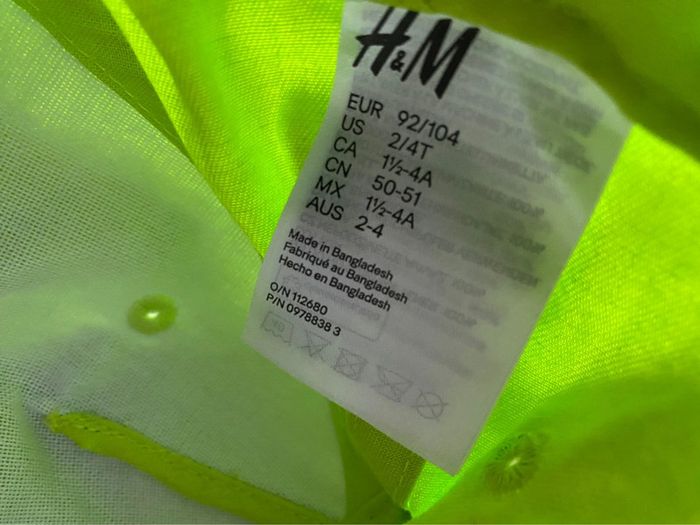 H&M
EUR 92/104
US 2/4T
CA 1½-4A
CN 50-51
MX 1½-4A
AUS 2-4
Made in Bangladesh
Fabriqué au Bangladesh
Hecho en Bangladesh
O/N 112680
P/N 0978838 3